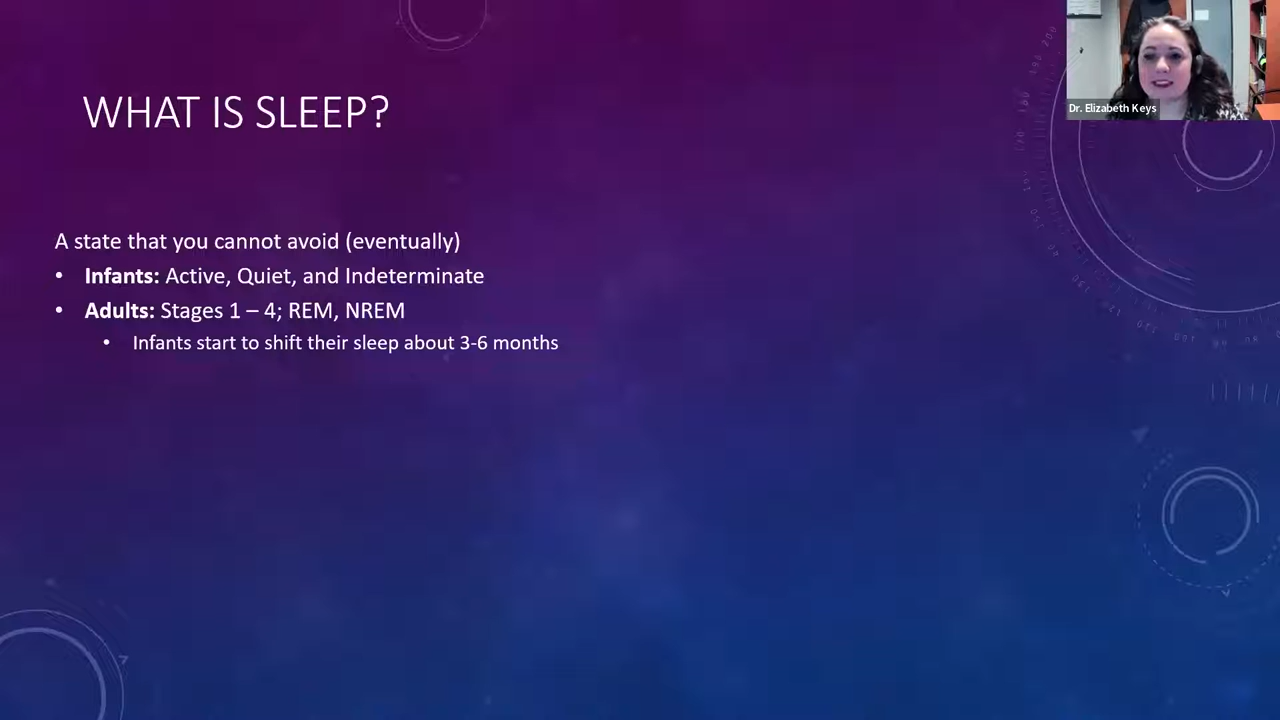 Dr. Elizabeth Keys
WHAT IS SLEEP?
A state that you cannot avoid (eventually)
• Infants: Active, Quiet, and Indeterminate
• Adults: Stages 1 – 4; REM, NREM
• Infants start to shift their sleep about 3-6 months